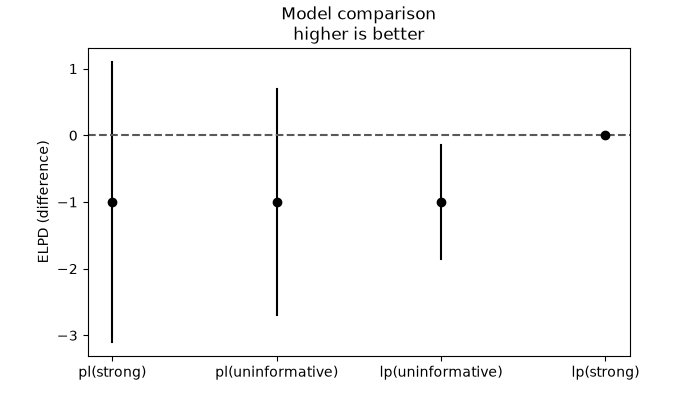 Model comparison
higher is better
ELPD (difference)
1
0
−1
−2
−3
pl(strong)
pl(uninformative)
lp(uninformative)
lp(strong)